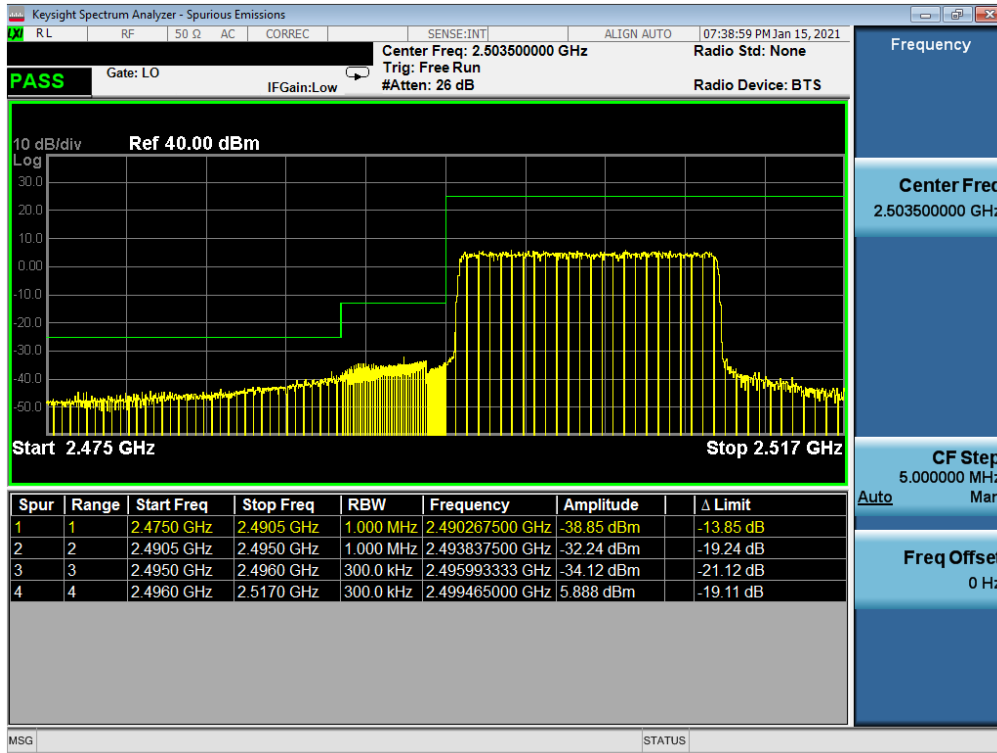 Keysight Spectrum Analyzer - Spurious Emissions
LXI RL RF 50 Ω AC CORREC SENSE:INT ALIGN AUTO 07:38:59 PM Jan 15, 2021
Center Freq: 2.503500000 GHz Radio Std: None
Trig: Free Run
PASS Gate: LO IFGain:Low #Atten: 26 dB Radio Device: BTS
10 dB/div Ref 40.00 dBm
Log
30.0
20.0
10.0
0.00
-10.0
-20.0
-30.0
-40.0
-50.0
Start 2.475 GHz Stop 2.517 GHz
Spur Range Start Freq Stop Freq RBW Frequency Amplitude Δ Limit
1 1 2.4750 GHz 2.4905 GHz 1.000 MHz 2.490267500 GHz -38.85 dBm -13.85 dB
2 2 2.4905 GHz 2.4950 GHz 1.000 MHz 2.493837500 GHz -32.24 dBm -19.24 dB
3 3 2.4950 GHz 2.4960 GHz 300.0 kHz 2.495993333 GHz -34.12 dBm -21.12 dB
4 4 2.4960 GHz 2.5170 GHz 300.0 kHz 2.499465000 GHz 5.888 dBm -19.11 dB
MSG STATUS
Frequency
Center Freq
2.503500000 GHz
CF Step
5.000000 MHz
Auto Man
Freq Offset
0 Hz